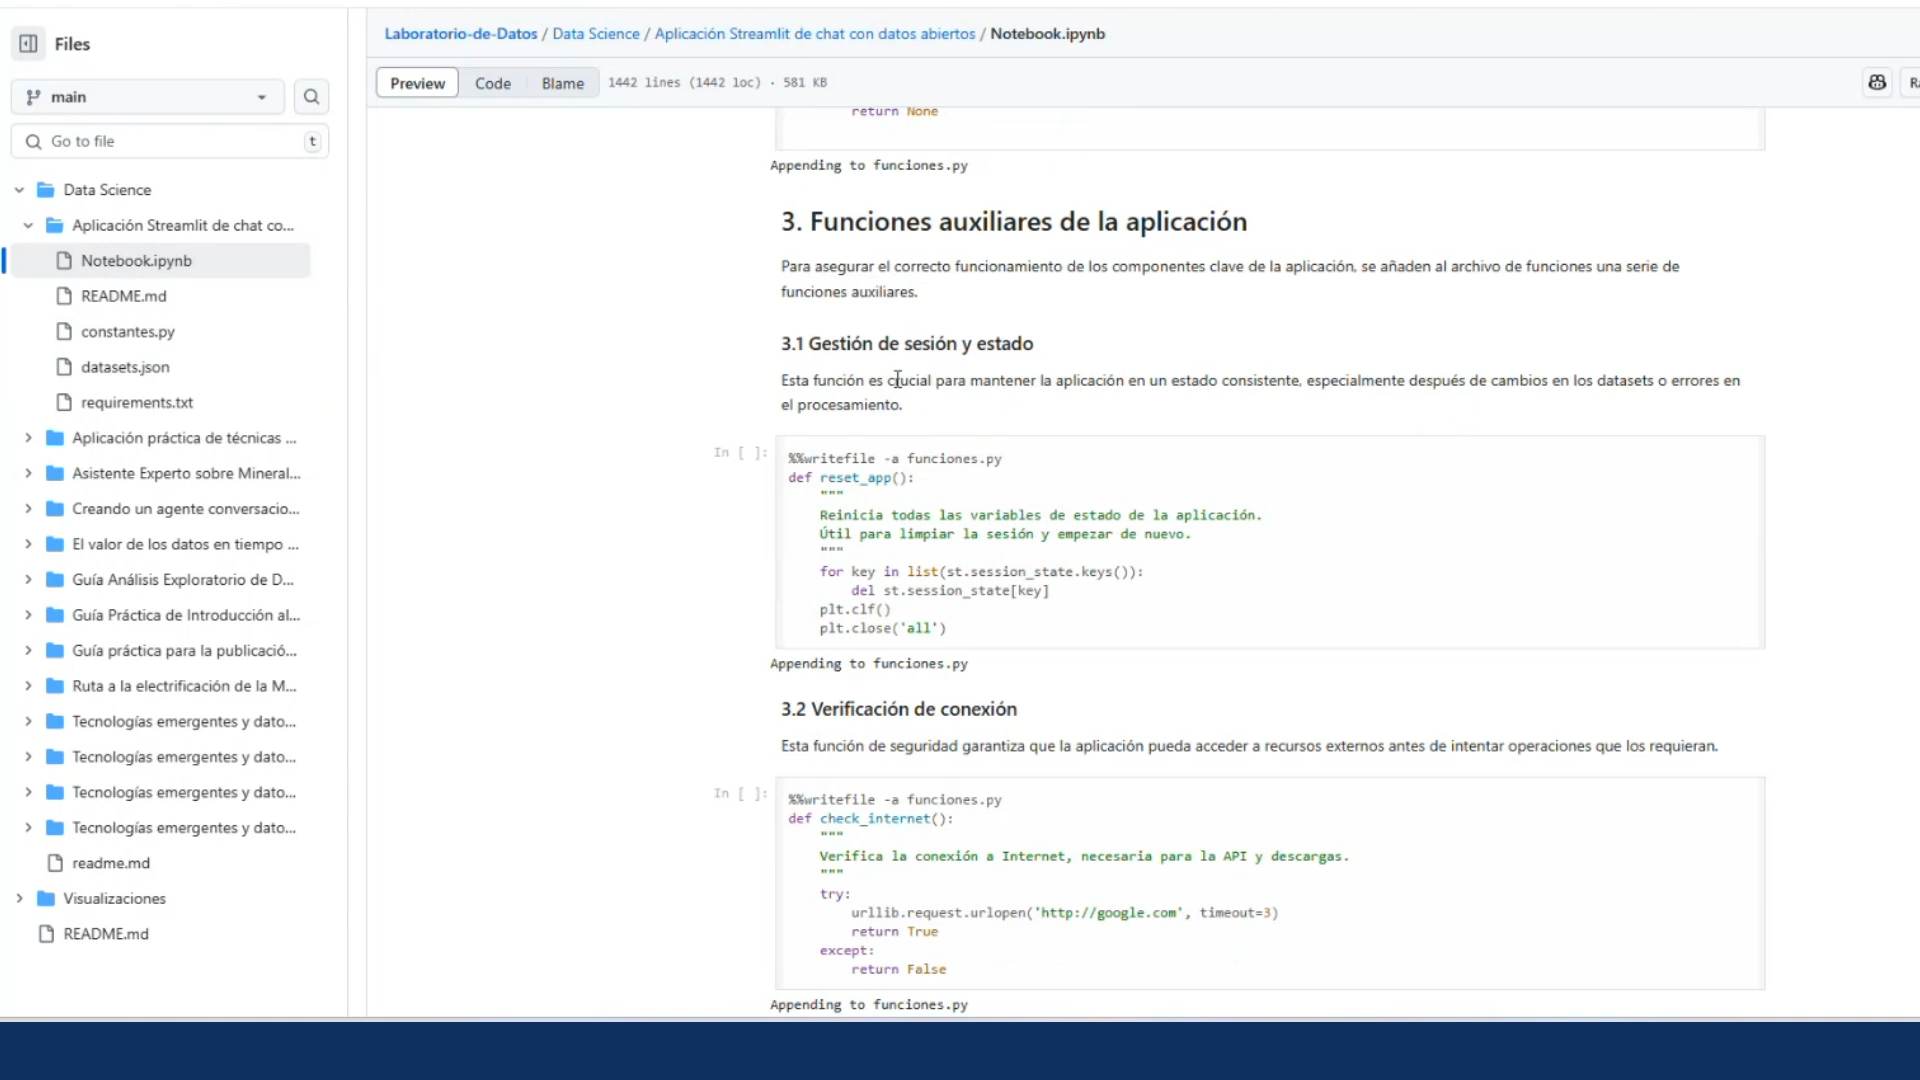 Files
main
Go to file
t
Data Science
Aplicación Streamlit de chat co...
Notebook.ipynb
README.md
constantes.py
datasets.json
requirements.txt
Aplicación práctica de técnicas ...
Asistente Experto sobre Mineral...
Creando un agente conversacio...
El valor de los datos en tiempo ...
Guía Análisis Exploratorio de D...
Guía Práctica de Introducción al...
Guía práctica para la publicació...
Ruta a la electrificación de la M...
Tecnologías emergentes y dato...
Tecnologías emergentes y dato...
Tecnologías emergentes y dato...
Tecnologías emergentes y dato...
readme.md
Visualizaciones
README.md
Laboratorio-de-Datos / Data Science / Aplicación Streamlit de chat con datos abiertos / Notebook.ipynb
Preview Code Blame 1442 lines (1442 loc) · 581 KB
Ra
return None
Appending to funciones.py
3. Funciones auxiliares de la aplicación
Para asegurar el correcto funcionamiento de los componentes clave de la aplicación, se añaden al archivo de funciones una serie de
funciones auxiliares.
3.1 Gestión de sesión y estado
Esta función es crucial para mantener la aplicación en un estado consistente, especialmente después de cambios en los datasets o errores en
el procesamiento.
In [ ]:
%%writefile -a funciones.py
def reset_app():
"""
Reinicia todas las variables de estado de la aplicación.
Útil para limpiar la sesión y empezar de nuevo.
"""
for key in list(st.session_state.keys()):
del st.session_state[key]
plt.clf()
plt.close('all')
Appending to funciones.py
3.2 Verificación de conexión
Esta función de seguridad garantiza que la aplicación pueda acceder a recursos externos antes de intentar operaciones que los requieran.
In [ ]:
%%writefile -a funciones.py
def check_internet():
"""
Verifica la conexión a Internet, necesaria para la API y descargas.
"""
try:
urllib.request.urlopen('http://google.com', timeout=3)
return True
except:
return False
Appending to funciones.py